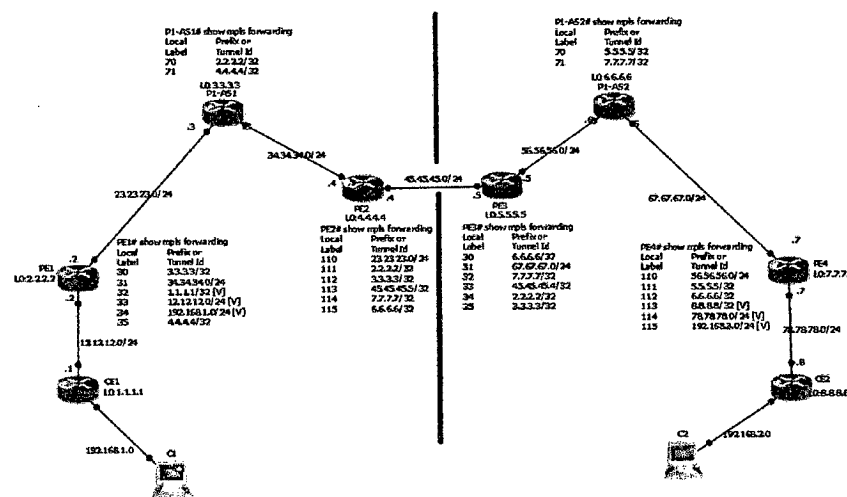 P1-AS1# show mpls forwarding
Local Prefix or
Label Tunnel Id
70 2.2.2.2/32
71 4.4.4.4/32
L0:3.3.3.3
P1-AS1
.3
34.34.34.0/24
23.23.23.0/24
.4
PE2
L0:4.4.4.4
.4
45.45.45.0/24
P1-AS2# show mpls forwarding
Local Prefix or
Label Tunnel Id
70 5.5.5.5/32
71 7.7.7.7/32
L0:6.6.6.6
P1-AS2
56.56.56.0/24
.5
.5
PE3
L0:5.5.5.5
67.67.67.0/24
PE2# show mpls forwarding
Local Prefix or
Label Tunnel Id
110 23.23.23.0/24
111 2.2.2.2/32
112 3.3.3.3/32
113 45.45.45.5/32
114 7.7.7.7/32
115 6.6.6.6/32
PE3# show mpls forwarding
Local Prefix or
Label Tunnel Id
30 6.6.6.6/32
31 67.67.67.0/24
32 7.7.7.7/32
33 45.45.45.4/32
34 2.2.2.2/32
25 3.3.3.3/32
.2
PE1
L0:2.2.2.2
.2
PE1# show mpls forwarding
Local Prefix or
Label Tunnel Id
30 3.3.3.3/32
31 34.34.34.0/24
32 1.1.1.1/32 [V]
33 12.12.12.0/24 [V]
34 192.168.1.0/24 [V]
35 4.4.4.4/32
PE4# show mpls forwarding
Local Prefix or
Label Tunnel Id
110 56.56.56.0/24
111 5.5.5.5/32
112 6.6.6.6/32
113 8.8.8.8/32 [V]
114 78.78.78.0/24 [V]
115 192.168.2.0/24 [V]
.7
PE4
L0:7.7.7
.7
78.78.78.0/24
12.12.12.0/24
.1
CE1
L0:1.1.1.1
192.168.1.0
C1
.8
CE2
L0:8.8.8.8
192.168.2.0
C2